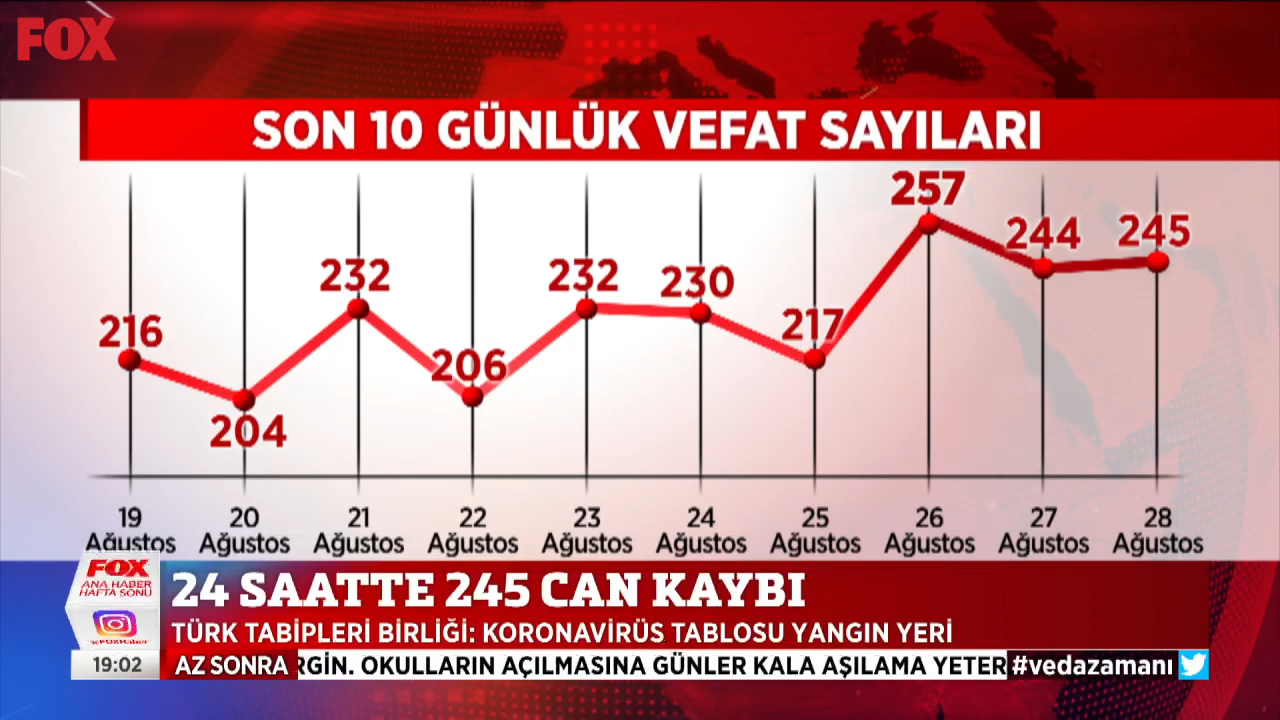 FOX
SON 10 GÜNLÜK VEFAT SAYILARI
216
204
232
206
232
230
217
257
244
245
19 Ağustos
20 Ağustos
21 Ağustos
22 Ağustos
23 Ağustos
24 Ağustos
25 Ağustos
26 Ağustos
27 Ağustos
28 Ağustos
FOX
ANA HABER
HAFTA SONU
24 SAATTE 245 CAN KAYBI
TÜRK TABİPLERİ BİRLİĞİ: KORONAVİRÜS TABLOSU YANGIN YERİ
19:02
AZ SONRA
RGİN. OKULLARIN AÇILMASINA GÜNLER KALA AŞILAMA YETER
#vedazamanı